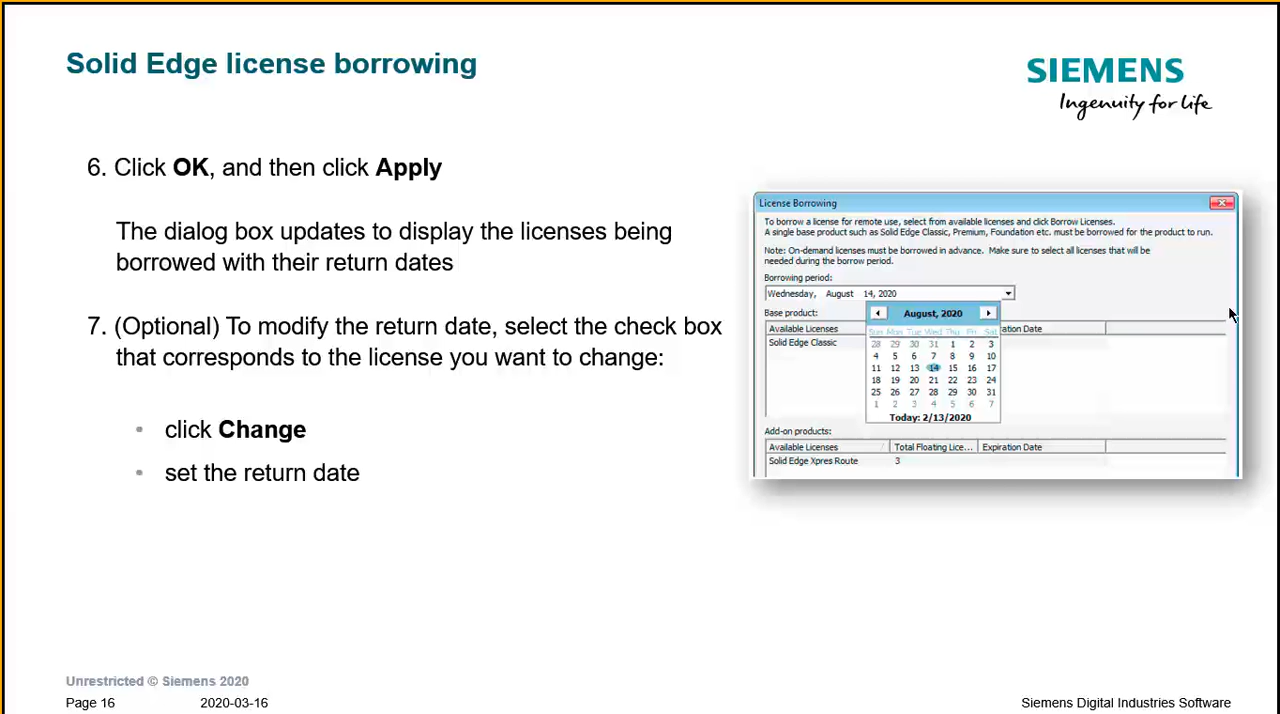 Solid Edge license borrowing
SIEMENS
Ingenuity for life
6. Click OK, and then click Apply
The dialog box updates to display the licenses being
borrowed with their return dates
7. (Optional) To modify the return date, select the check box
that corresponds to the license you want to change:
• click Change
• set the return date
License Borrowing
To borrow a license for remote use, select from available licenses and click Borrow Licenses.
A single base product such as Solid Edge Classic, Premium, Foundation etc. must be borrowed for the product to run.
Note: On-demand licenses must be borrowed in advance. Make sure to select all licenses that will be
needed during the borrow period.
Borrowing period:
Wednesday, August 14, 2020
August, 2020
Base product:
Available Licenses
ation Date
Solid Edge Classic
Sun Mon Tue Wed Thu Fri Sat
28 29 30 31 1 2 3
4 5 6 7 8 9 10
11 12 13 14 15 16 17
18 19 20 21 22 23 24
25 26 27 28 29 30 31
1 2 3 4 5 6 7
Today: 2/13/2020
Add-on products:
Available Licenses Total Floating Lice... Expiration Date
Solid Edge Xpres Route 3
Unrestricted © Siemens 2020
Page 16 2020-03-16 Siemens Digital Industries Software